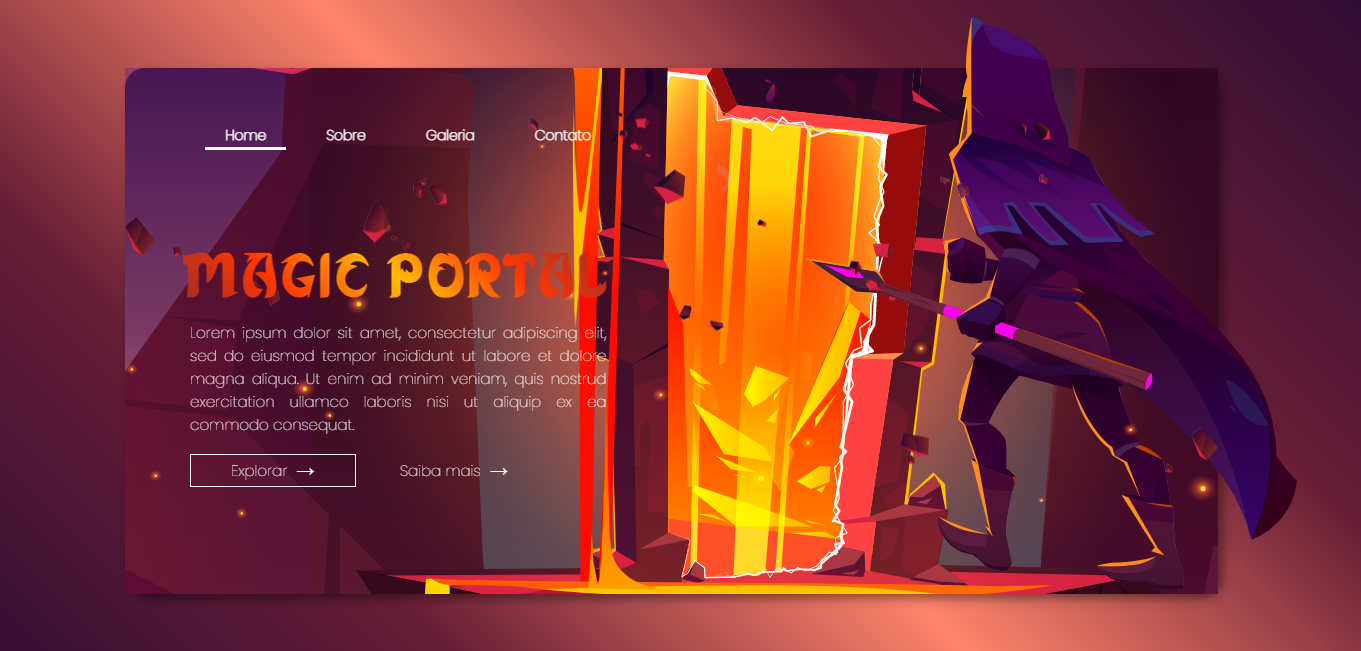 Home Sobre Galeria Contato
MAGIC PORTAL
Lorem ipsum dolor sit amet, consectetur adipiscing elit,
sed do eiusmod tempor incididunt ut labore et dolore
magna aliqua. Ut enim ad minim veniam, quis nostrud
exercitation ullamco laboris nisi ut aliquip ex ea
commodo consequat.
Explorar → Saiba mais →